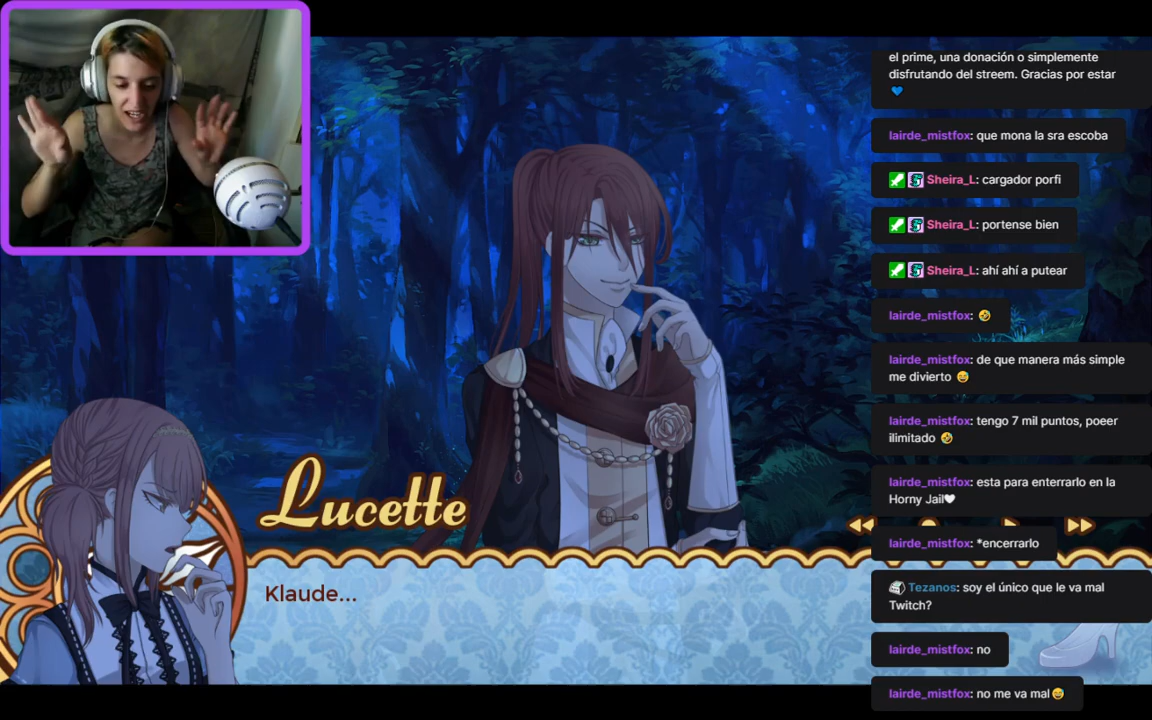 el prime, una donación o simplemente
disfrutando del streem. Gracias por estar
💙
lairde_mistfox: que mona la sra escoba
Sheira_L: cargador porfi
Sheira_L: portense bien
Sheira_L: ahí ahí a putear
lairde_mistfox: 🤣
lairde_mistfox: de que manera más simple
me divierto 😅
lairde_mistfox: tengo 7 mil puntos, poeer
ilimitado 🤣
lairde_mistfox: esta para enterrarlo en la
Horny Jail🤍
lairde_mistfox: *encerrarlo
Tezanos: soy el único que le va mal
Twitch?
lairde_mistfox: no
lairde_mistfox: no me va mal😅
Lucette
Klaude...